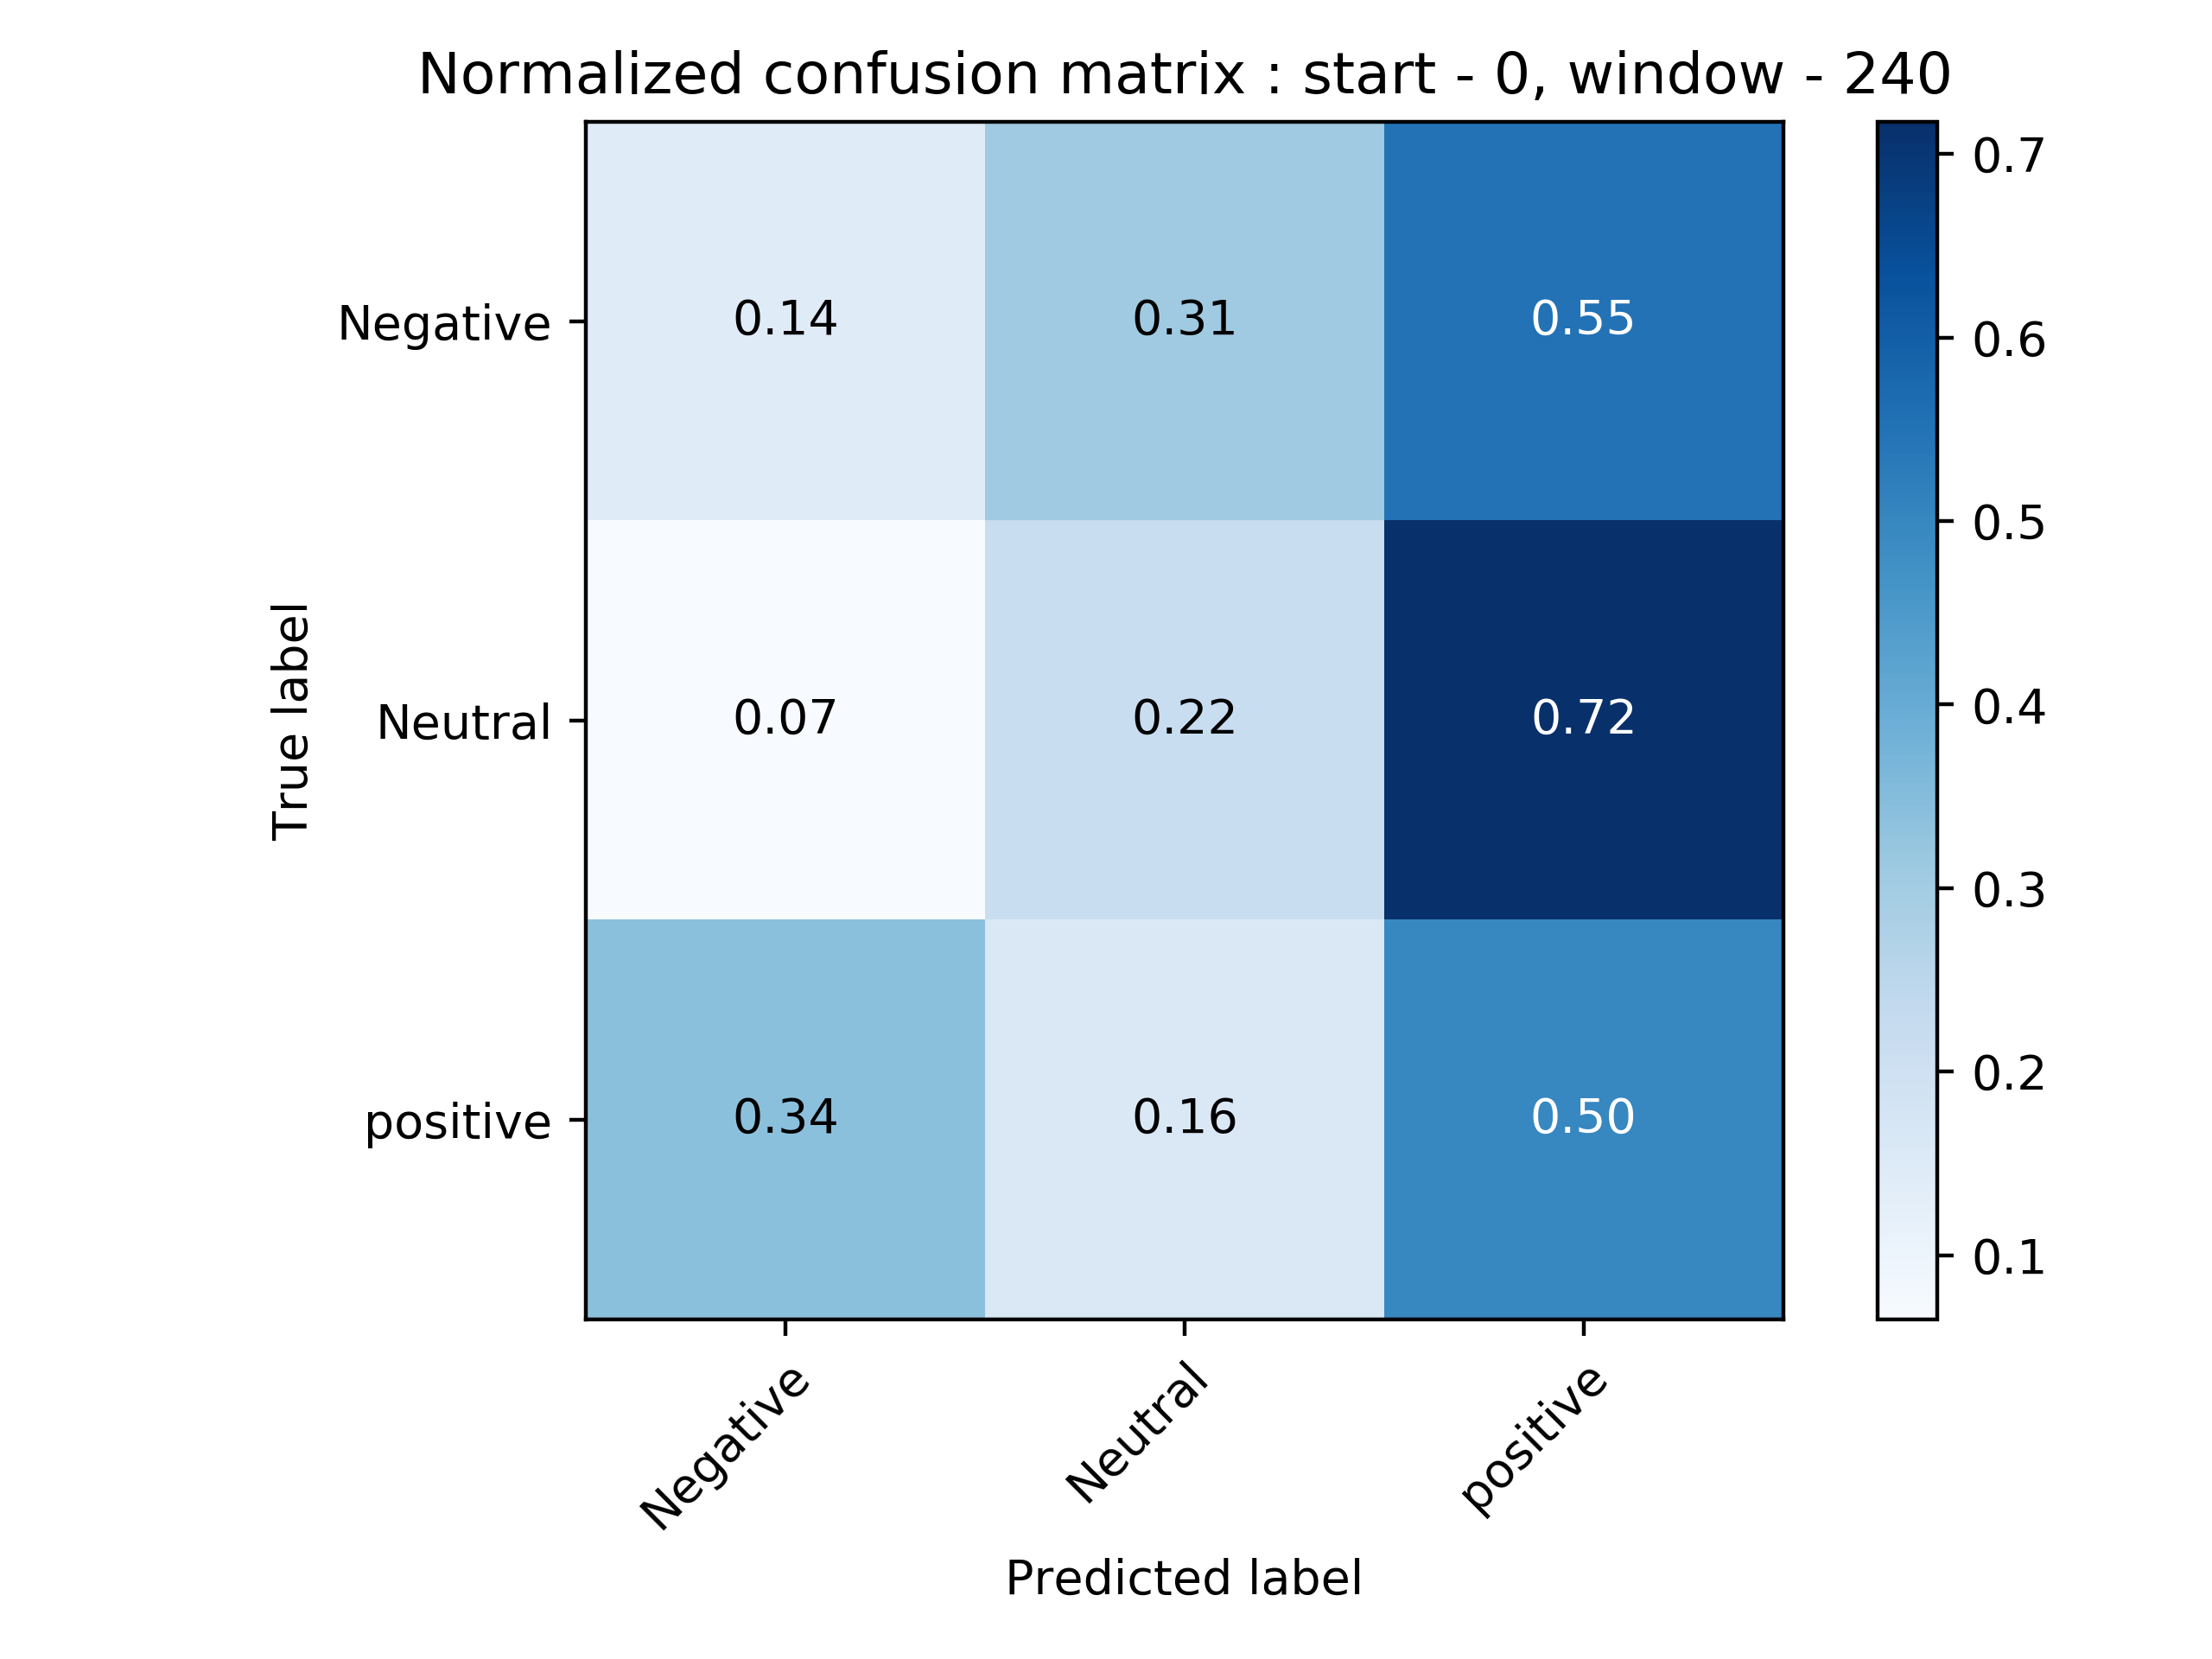 Normalized confusion matrix : start - 0, window - 240
True label
Negative
0.14 0.31 0.55
Neutral
0.07 0.22 0.72
positive
0.34 0.16 0.50
Negative
Neutral
positive
Predicted label
0.7
0.6
0.5
0.4
0.3
0.2
0.1